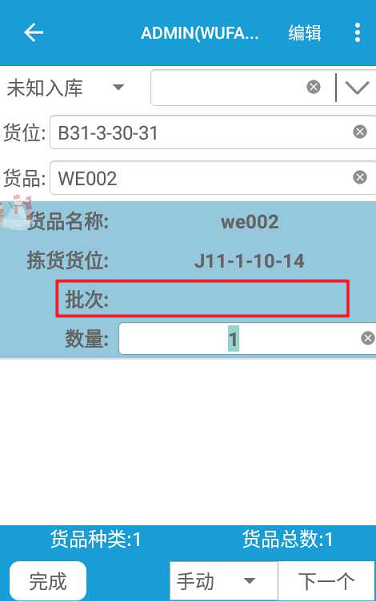 ADMIN(WUFA... 编辑
未知入库
货位: B31-3-30-31
货品: WE002
货品名称: we002
拣货货位: J11-1-10-14
批次:
数量: 1
货品种类:1 货品总数:1
完成 手动 下一个